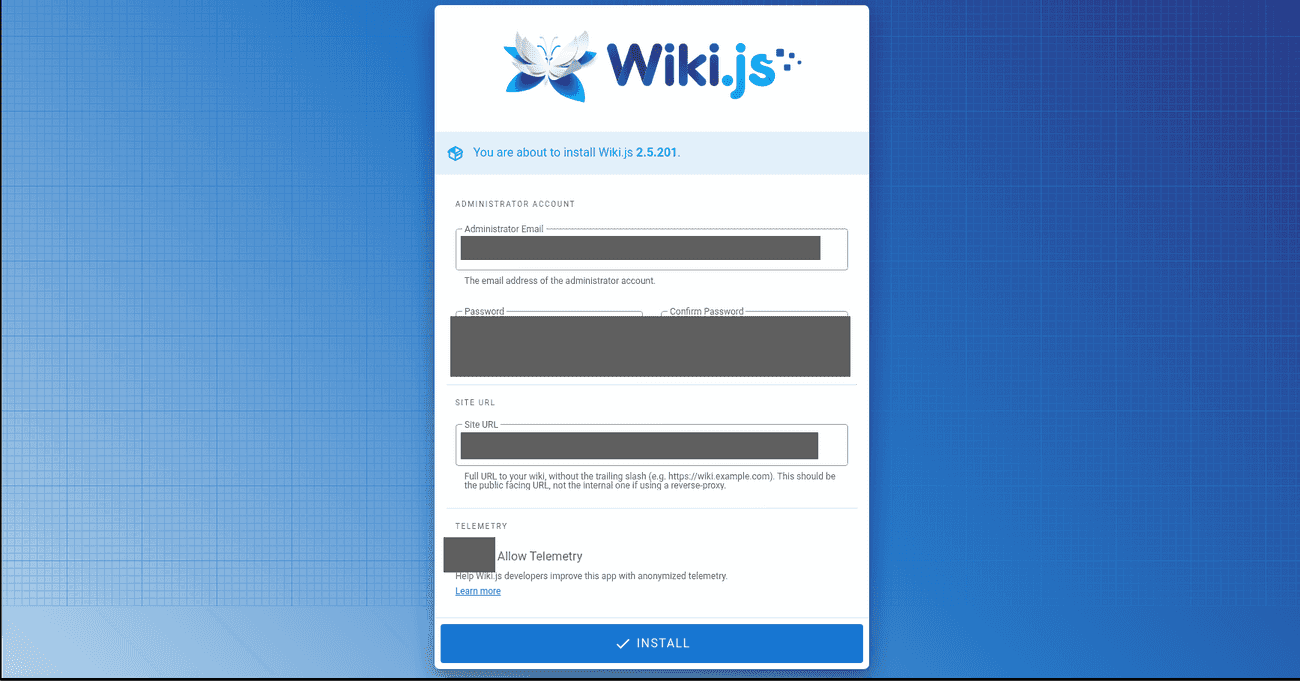 Wiki.js
You are about to install Wiki.js 2.5.201.
ADMINISTRATOR ACCOUNT
Administrator Email
The email address of the administrator account.
Password Confirm Password
SITE URL
Site URL
Full URL to your wiki, without the trailing slash (e.g. https://wiki.example.com). This should be
the public facing URL, not the internal one if using a reverse-proxy.
TELEMETRY
Allow Telemetry
Help Wiki.js developers improve this app with anonymized telemetry.
Learn more
INSTALL